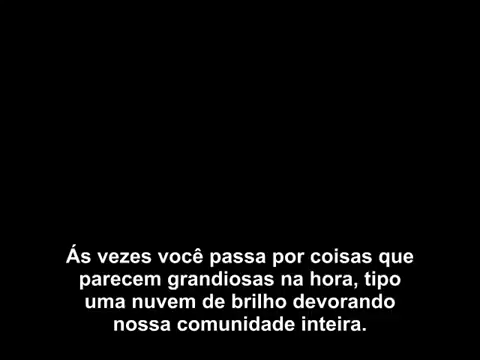 Ás vezes você passa por coisas que
parecem grandiosas na hora, tipo
uma nuvem de brilho devorando
nossa comunidade inteira.